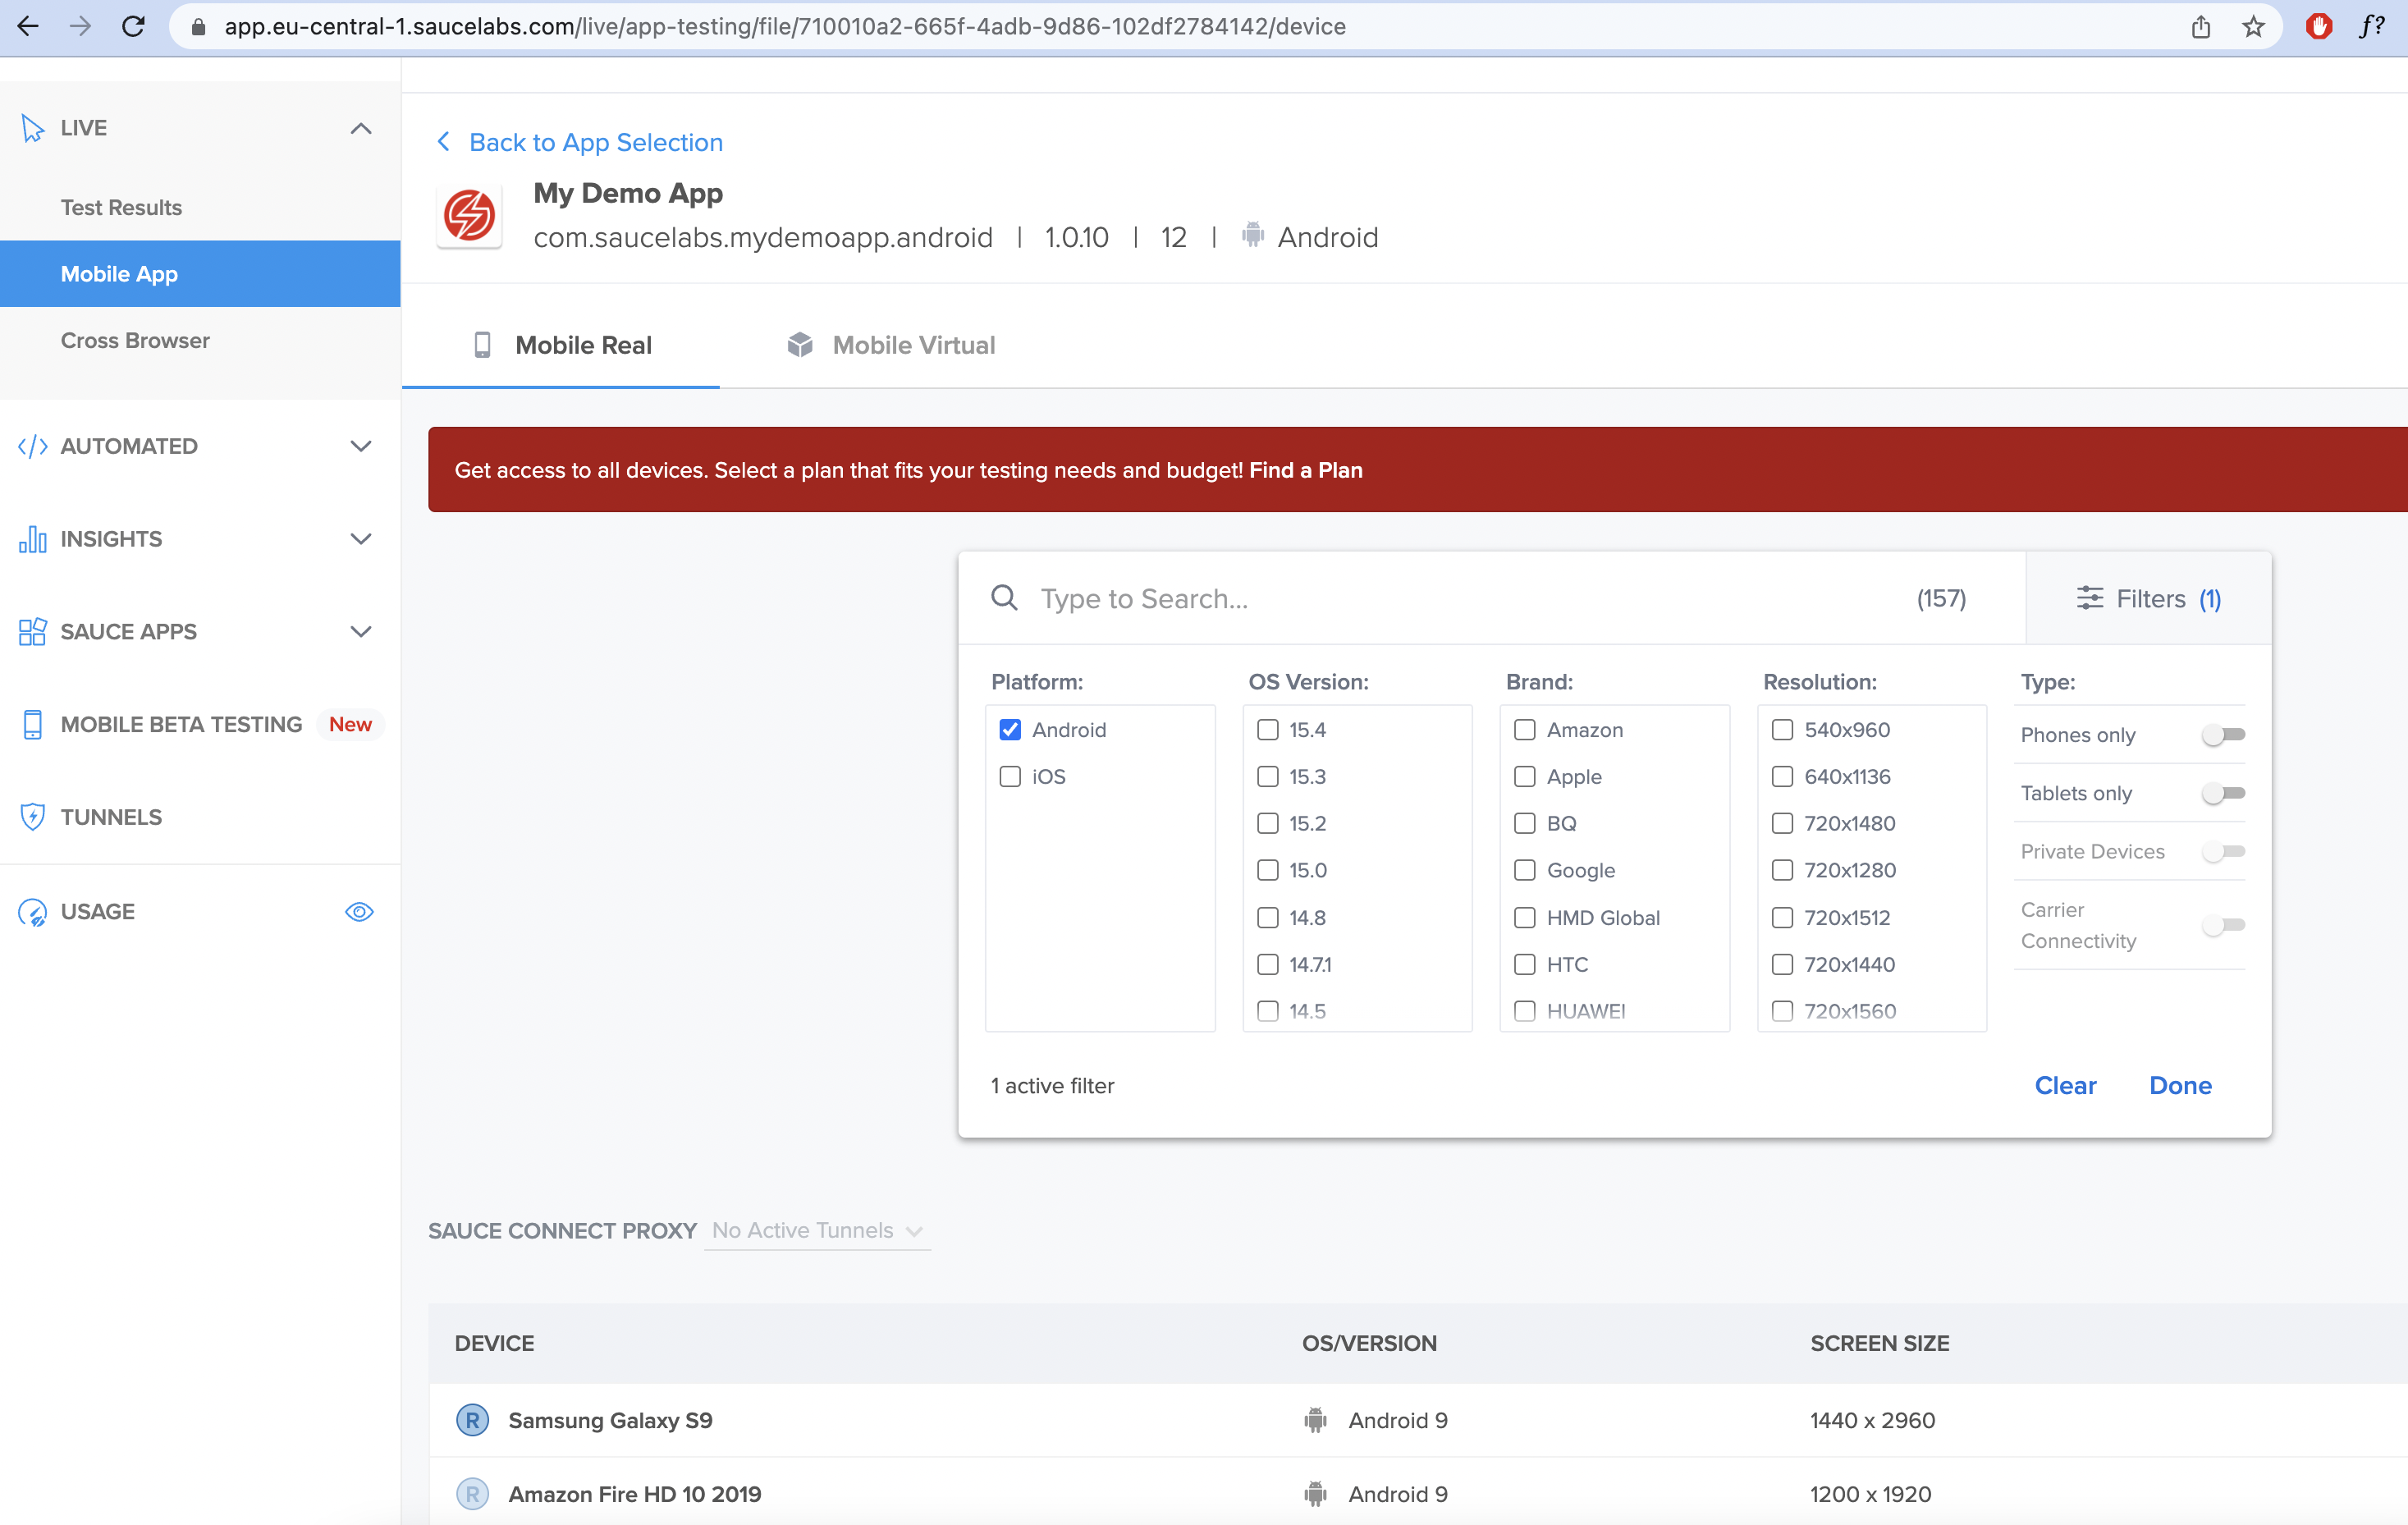 app.eu-central-1.saucelabs.com/live/app-testing/file/710010a2-665f-4adb-9d86-102df2784142/device
f?
LIVE
Test Results
Mobile App
Cross Browser
AUTOMATED
INSIGHTS
SAUCE APPS
MOBILE BETA TESTING New
TUNNELS
USAGE
Back to App Selection
My Demo App
com.saucelabs.mydemoapp.android | 1.0.10 | 12 | Android
Mobile Real
Mobile Virtual
Get access to all devices. Select a plan that fits your testing needs and budget! Find a Plan
Type to Search... (157)
Filters (1)
Platform:
Android
iOS
OS Version:
15.4
15.3
15.2
15.0
14.8
14.7.1
14.5
Brand:
Amazon
Apple
BQ
Google
HMD Global
HTC
HUAWEI
Resolution:
540x960
640x1136
720x1480
720x1280
720x1512
720x1440
720x1560
Type:
Phones only
Tablets only
Private Devices
Carrier
Connectivity
1 active filter
Clear
Done
SAUCE CONNECT PROXY No Active Tunnels
DEVICE OS/VERSION SCREEN SIZE
R Samsung Galaxy S9 Android 9 1440 x 2960
R Amazon Fire HD 10 2019 Android 9 1200 x 1920